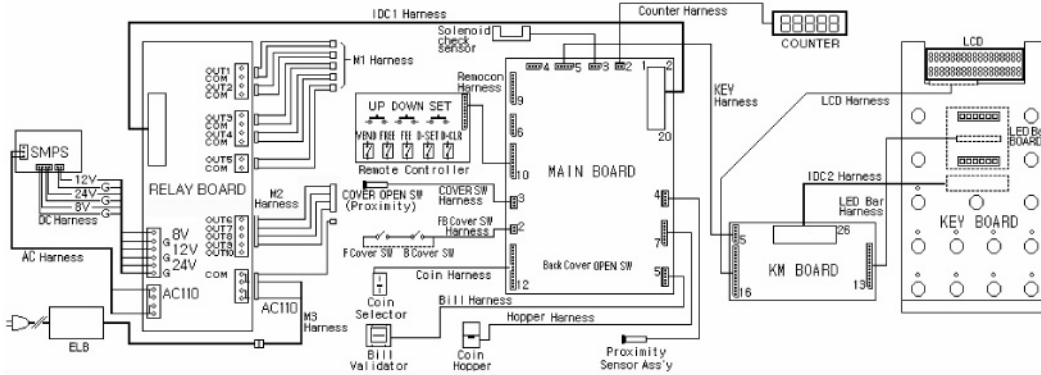 IDC1 Harness
Counter Harness
COUNTER
Solenoid
check
sensor
LCD
OUT1
COM
OUT2
COM
M1 Harness
Remocon
Harness
4
5
3
2
1
2
9
6
10
20
KEY
Harness
LCD Harness
LED Ba
BOARD
UP DOWN SET
VEND FREE FEE D-SET D-CLR
Remote Controller
MAIN BOARD
OUT3
COM
OUT4
COM
OUT5
COM
SMPS
12V
G
24V
G
8V
G
DC Harness
RELAY BOARD
M2
Harness
COVER OPEN SW
(Proximity)
COVER SW
Harness
3
4
IDC2 Harness
LED Bar
Harness
KEY BOARD
OUT6
OUT7
OUT8
OUT9
OUT10
FB Cover SW
Harness
2
7
F Cover SW
B Cover SW
5
26
8V
G
12V
G
24V
G
AC Harness
COM
Coin Harness
Back Cover OPEN SW
5
12
KM BOARD
16
13
AC110
AC110
M3
Harness
Coin
Selector
Bill Harness
Hopper Harness
ELB
Bill
Validator
Coin
Hopper
Proximity
Sensor Ass'y